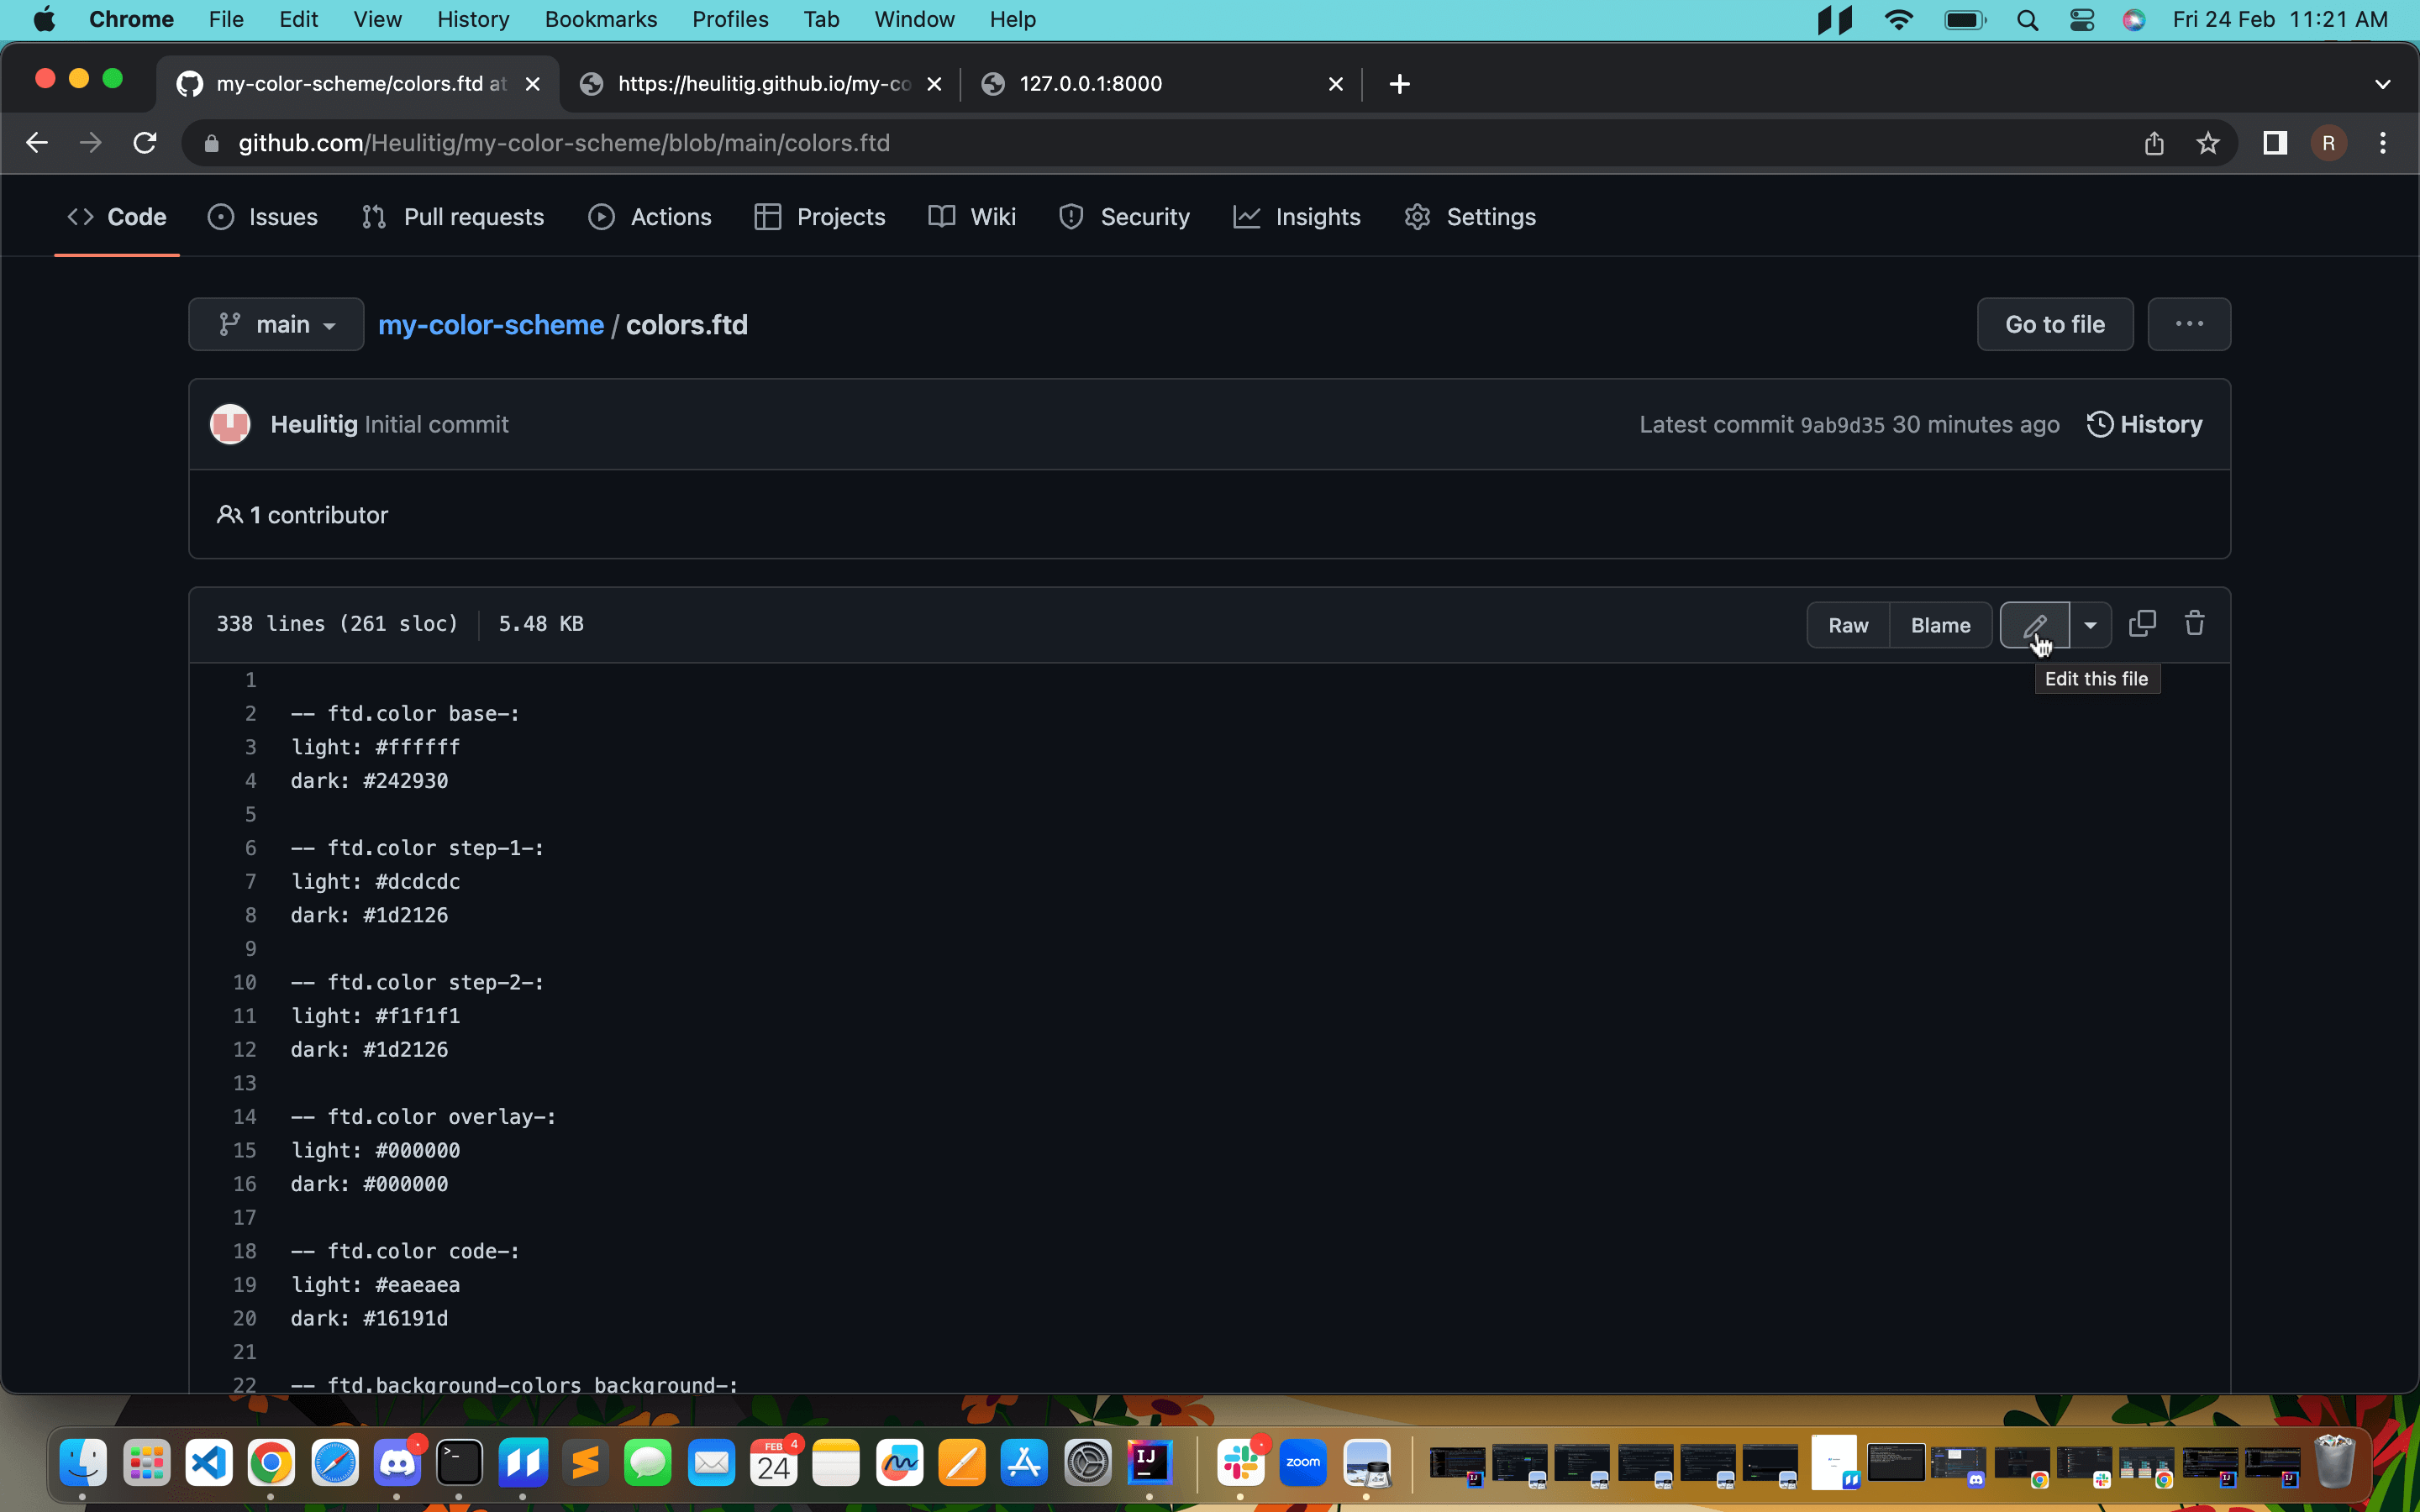 Chrome File Edit View History Bookmarks Profiles Tab Window Help Fri 24 Feb 11:21 AM
my-color-scheme/colors.ftd at https://heulitig.github.io/my-co 127.0.0.1:8000
github.com/Heulitig/my-color-scheme/blob/main/colors.ftd R
Code Issues Pull requests Actions Projects Wiki Security Insights Settings
main my-color-scheme / colors.ftd Go to file
Heulitig Initial commit Latest commit 9ab9d35 30 minutes ago History
1 contributor
338 lines (261 sloc) 5.48 KB Raw Blame
Edit this file
1
2 -- ftd.color base-:
3 light: #ffffff
4 dark: #242930
5
6 -- ftd.color step-1-:
7 light: #dcdcdc
8 dark: #1d2126
9
10 -- ftd.color step-2-:
11 light: #f1f1f1
12 dark: #1d2126
13
14 -- ftd.color overlay-:
15 light: #000000
16 dark: #000000
17
18 -- ftd.color code-:
19 light: #eaeaea
20 dark: #16191d
21
22 -- ftd.background-colors background-:
FEB 4
24 IJ zoom